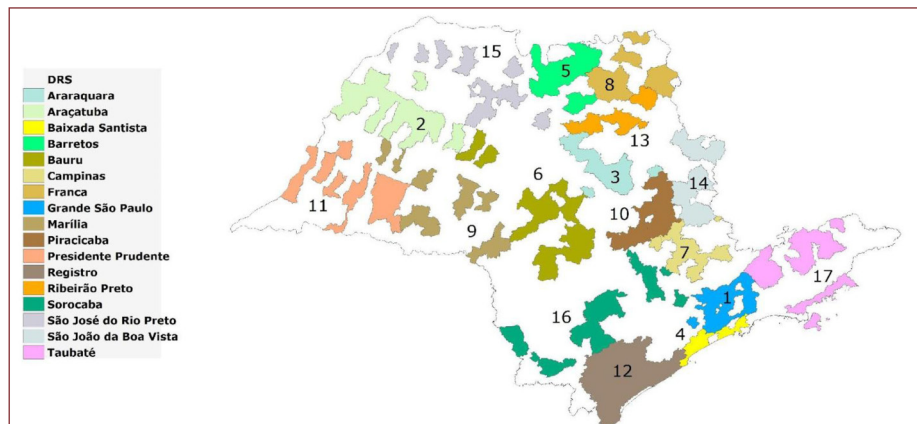 DRS
Araraquara
Araçatuba
Baixada Santista
Barretos
Bauru
Campinas
Franca
Grande São Paulo
Marília
Piracicaba
Presidente Prudente
Registro
Ribeirão Preto
Sorocaba
São José do Rio Preto
São João da Boa Vista
Taubaté
15
5
8
2
13
6
3
14
11
10
9
7
17
1
16
4
12